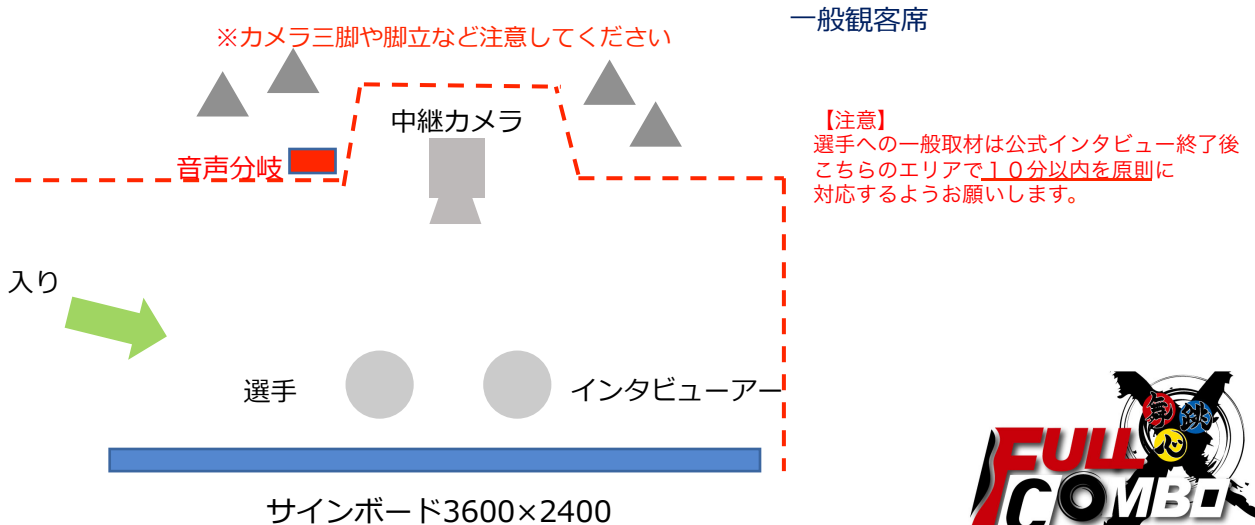 一般観客席
※カメラ三脚や脚立など注意してください
中継カメラ
音声分岐
【注意】
選手への一般取材は公式インタビュー終了後
こちらのエリアで１０分以内を原則に
対応するようお願いします。
入り
選手
インタビューアー
サインボード3600×2400
舞
跳
心
FULL
COMBO